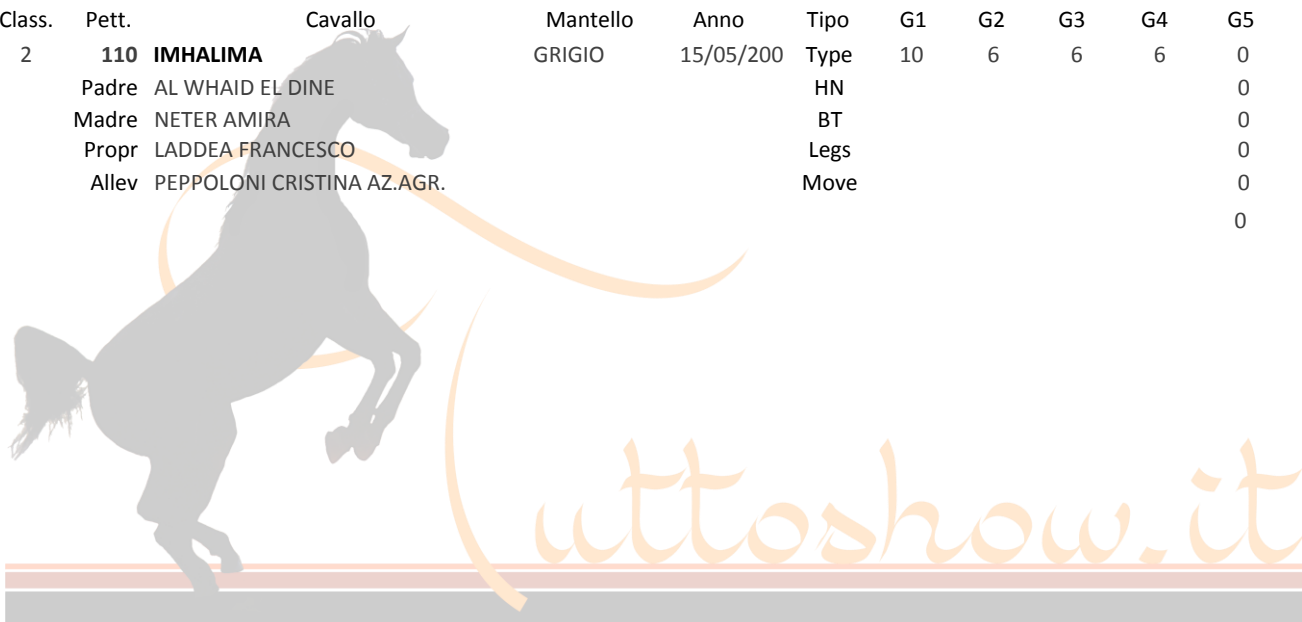 Class. Pett. Cavallo Mantello Anno Tipo G1 G2 G3 G4 G5
2 110 IMHALIMA GRIGIO 15/05/200 Type 10 6 6 6 0
Padre AL WHAID EL DINE HN 0
Madre NETER AMIRA BT 0
Propr LADDEA FRANCESCO Legs 0
Allev PEPPOLONI CRISTINA AZ.AGR. Move 0
0
Tuttoshow.it